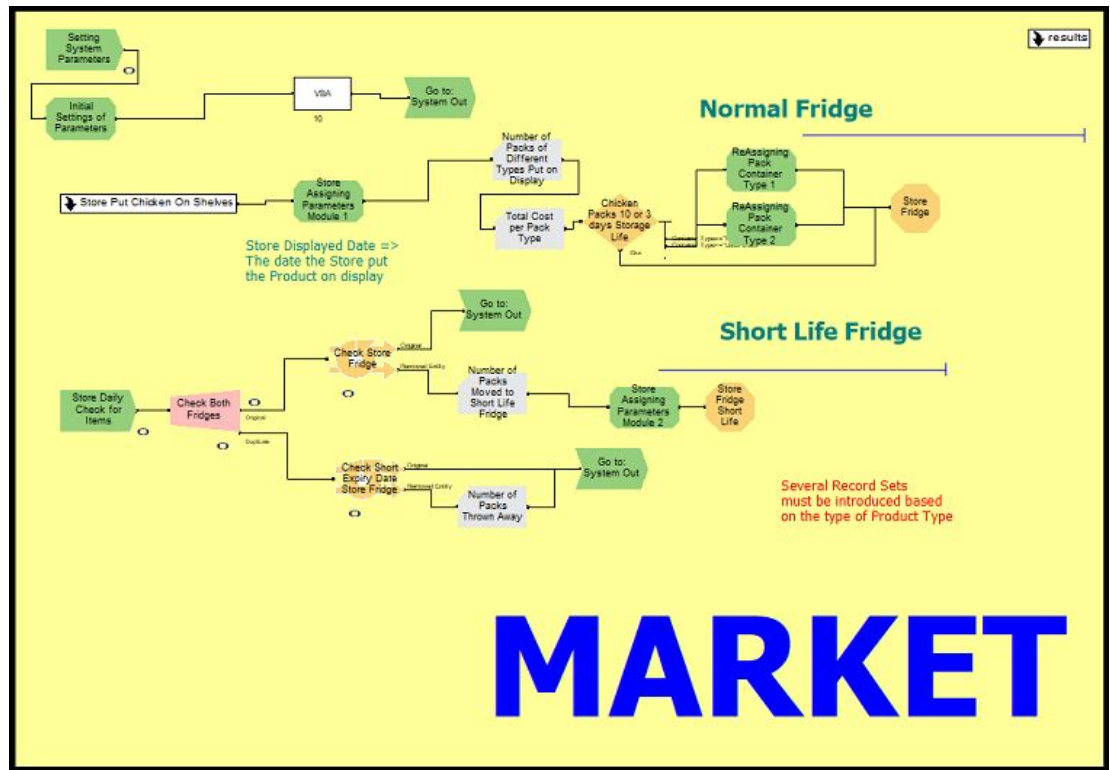 Setting
System
Parameters
results
Initial
Settings of
Parameters
VBA
10
Go to:
System Out
Normal Fridge
Number of
Packs of
Different
Types Put on
Display
ReAssigning
Pack
Container
Type 1
Store Put Chicken On Shelves
Store
Assigning
Parameters
Module 1
Total Cost
per Pack
Type
Chicken
Packs 10 or 3
days Storage
Life
Else
ReAssigning
Pack
Container
Type 2
Store
Fridge
Store Displayed Date =>
The date the Store put
the Product on display
Go to:
System Out
Short Life Fridge
Check Store
Fridge
Original
Removed Entity
Number of
Packs
Moved to
Short Life
Fridge
Store
Assigning
Parameters
Module 2
Store
Fridge
Short
Life
Store Daily
Check for
Items
Check Both
Fridges
Original
Duplicate
Check Short
Expiry Date
Store Fridge
Original
Removed Entity
Number of
Packs
Thrown Away
Go to:
System Out
Several Record Sets
must be introduced based
on the type of Product Type
MARKET